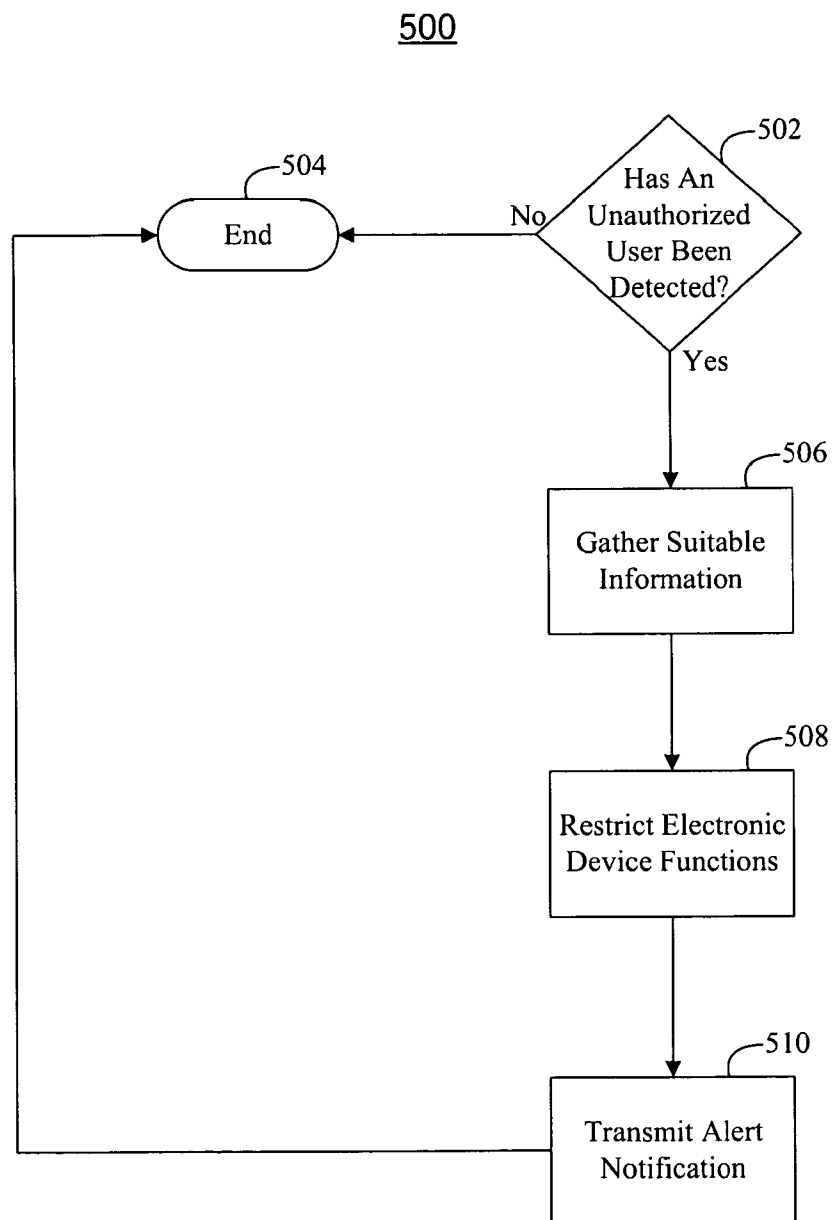 500
502
504
Has An
Unauthorized
User Been
Detected?
No
End
Yes
506
Gather Suitable
Information
508
Restrict Electronic
Device Functions
510
Transmit Alert
Notification